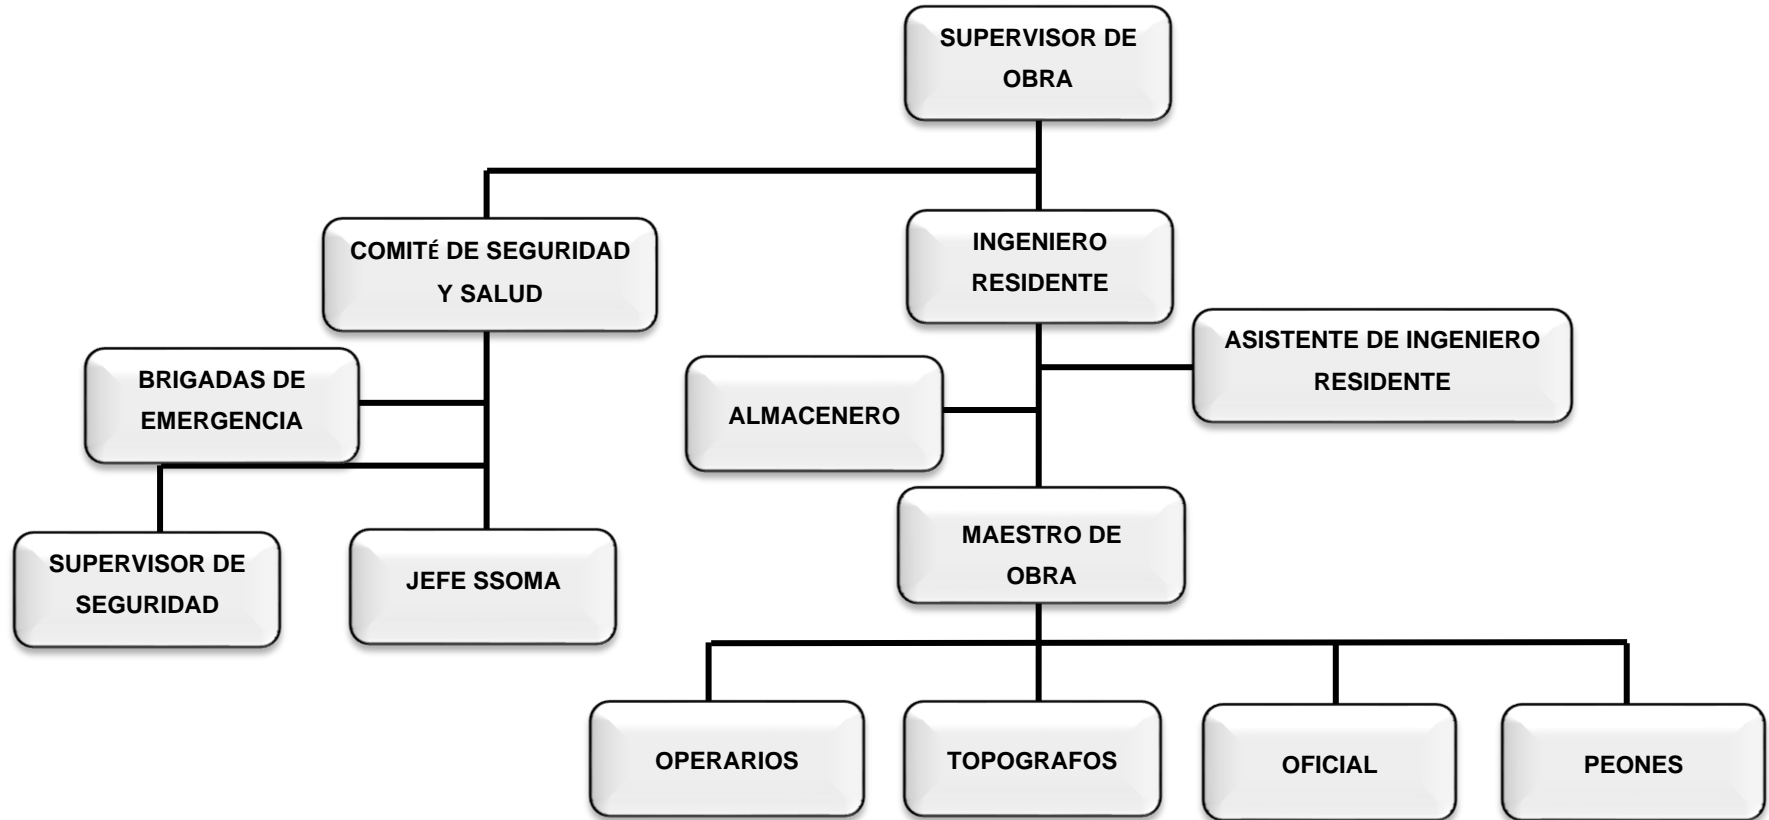 SUPERVISOR DE
OBRA
COMITÉ DE SEGURIDAD
Y SALUD
INGENIERO
RESIDENTE
BRIGADAS DE
EMERGENCIA
ALMACENERO
ASISTENTE DE INGENIERO
RESIDENTE
SUPERVISOR DE
SEGURIDAD
JEFE SSOMA
MAESTRO DE
OBRA
OPERARIOS
TOPOGRAFOS
OFICIAL
PEONES